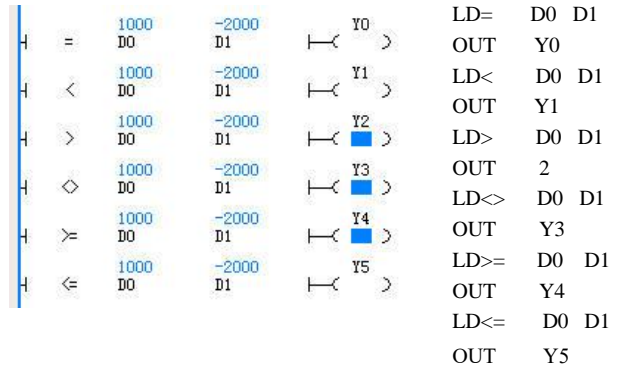 1000 -2000 Y0
= D0 D1
1000 -2000 Y1
< D0 D1
1000 -2000 Y2
> D0 D1
1000 -2000 Y3
<> D0 D1
1000 -2000 Y4
>= D0 D1
1000 -2000 Y5
<= D0 D1
LD= D0 D1
OUT Y0
LD< D0 D1
OUT Y1
LD> D0 D1
OUT 2
LD<> D0 D1
OUT Y3
LD>= D0 D1
OUT Y4
LD<= D0 D1
OUT Y5